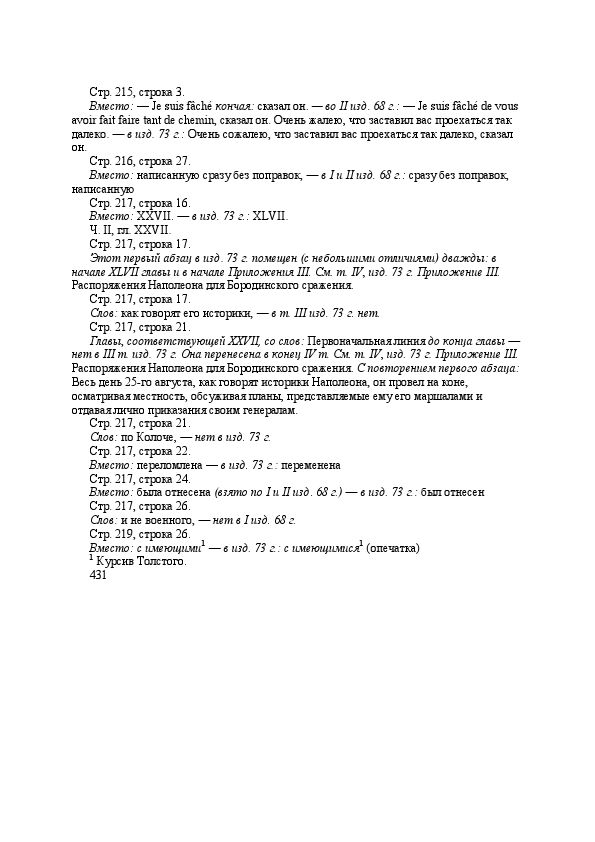 Стр. 215, строка 3.
Вместо: — Je suis fâché кончая: сказал он. — во II изд. 68 г.: — Je suis fâché de vous
avoir fait faire tant de chemin, сказал он. Очень жалею, что заставил вас проехаться так
далеко. — в изд. 73 г.: Очень сожалею, что заставил вас проехаться так далеко, сказал
он.
Стр. 216, строка 27.
Вместо: написанную сразу без поправок, — в I и II изд. 68 г.: сразу без поправок,
написанную
Стр. 217, строка 16.
Вместо: XXVII. — в изд. 73 г.: XLVII.
Ч. II, гл. XXVII.
Стр. 217, строка 17.
Этот первый абзац в изд. 73 г. помещен (с небольшими отличиями) дважды: в
начале XLVII главы и в начале Приложения III. См. т. IV, изд. 73 г. Приложение III.
Распоряжения Наполеона для Бородинского сражения.
Стр. 217, строка 17.
Слов: как говорят его историки, — в т. III изд. 73 г. нет.
Стр. 217, строка 21.
Главы, соответствующей XXVII, со слов: Первоначальная линия до конца главы —
нет в III т. изд. 73 г. Она перенесена в конец IV т. См. т. IV, изд. 73 г. Приложение III.
Распоряжения Наполеона для Бородинского сражения. С повторением первого абзаца:
Весь день 25-го августа, как говорят историки Наполеона, он провел на коне,
осматривая местность, обсуживая планы, представляемые ему его маршалами и
отдавая лично приказания своим генералам.
Стр. 217, строка 21.
Слов: по Колоче, — нет в изд. 73 г.
Стр. 217, строка 22.
Вместо: переломлена — в изд. 73 г.: переменена
Стр. 217, строка 24.
Вместо: была отнесена (взято по I и II изд. 68 г.) — в изд. 73 г.: был отнесен
Стр. 217, строка 26.
Слов: и не военного, — нет в I изд. 68 г.
Стр. 219, строка 26.
Вместо: с имеющими¹ — в изд. 73 г.: с имеющимися¹ (опечатка)
¹ Курсив Толстого.
431